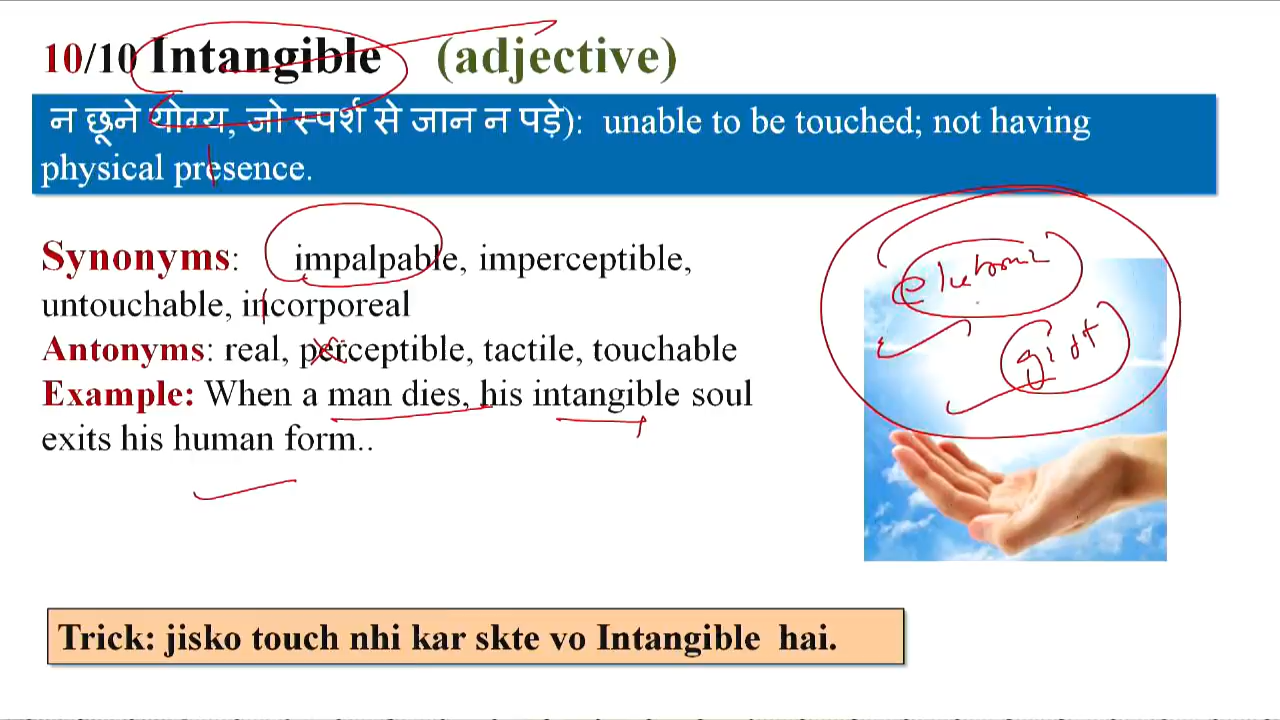 10/10 Intangible (adjective)
न छूने योग्य, जो स्पर्श से जान न पड़े): unable to be touched; not having
physical presence.
Synonyms: impalpable, imperceptible,
untouchable, incorporeal
Antonyms: real, perceptible, tactile, touchable
Example: When a man dies, his intangible soul
exits his human form..
Trick: jisko touch nhi kar skte vo Intangible hai.